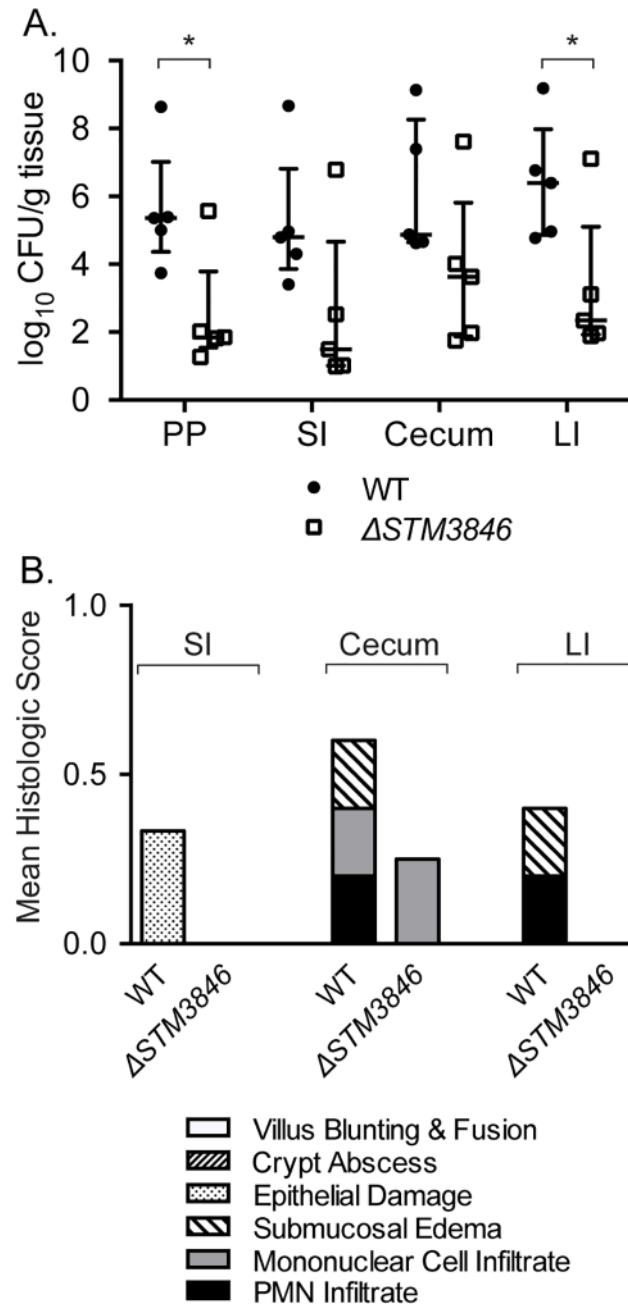 A.
*
*
log10 CFU/g tissue
10
8
6
4
2
0
PP SI Cecum LI
WT
ΔSTM3846
B.
Mean Histologic Score
1.0
0.5
0.0
SI Cecum LI
WT ΔSTM3846 WT ΔSTM3846 WT ΔSTM3846
Villus Blunting & Fusion
Crypt Abscess
Epithelial Damage
Submucosal Edema
Mononuclear Cell Infiltrate
PMN Infiltrate